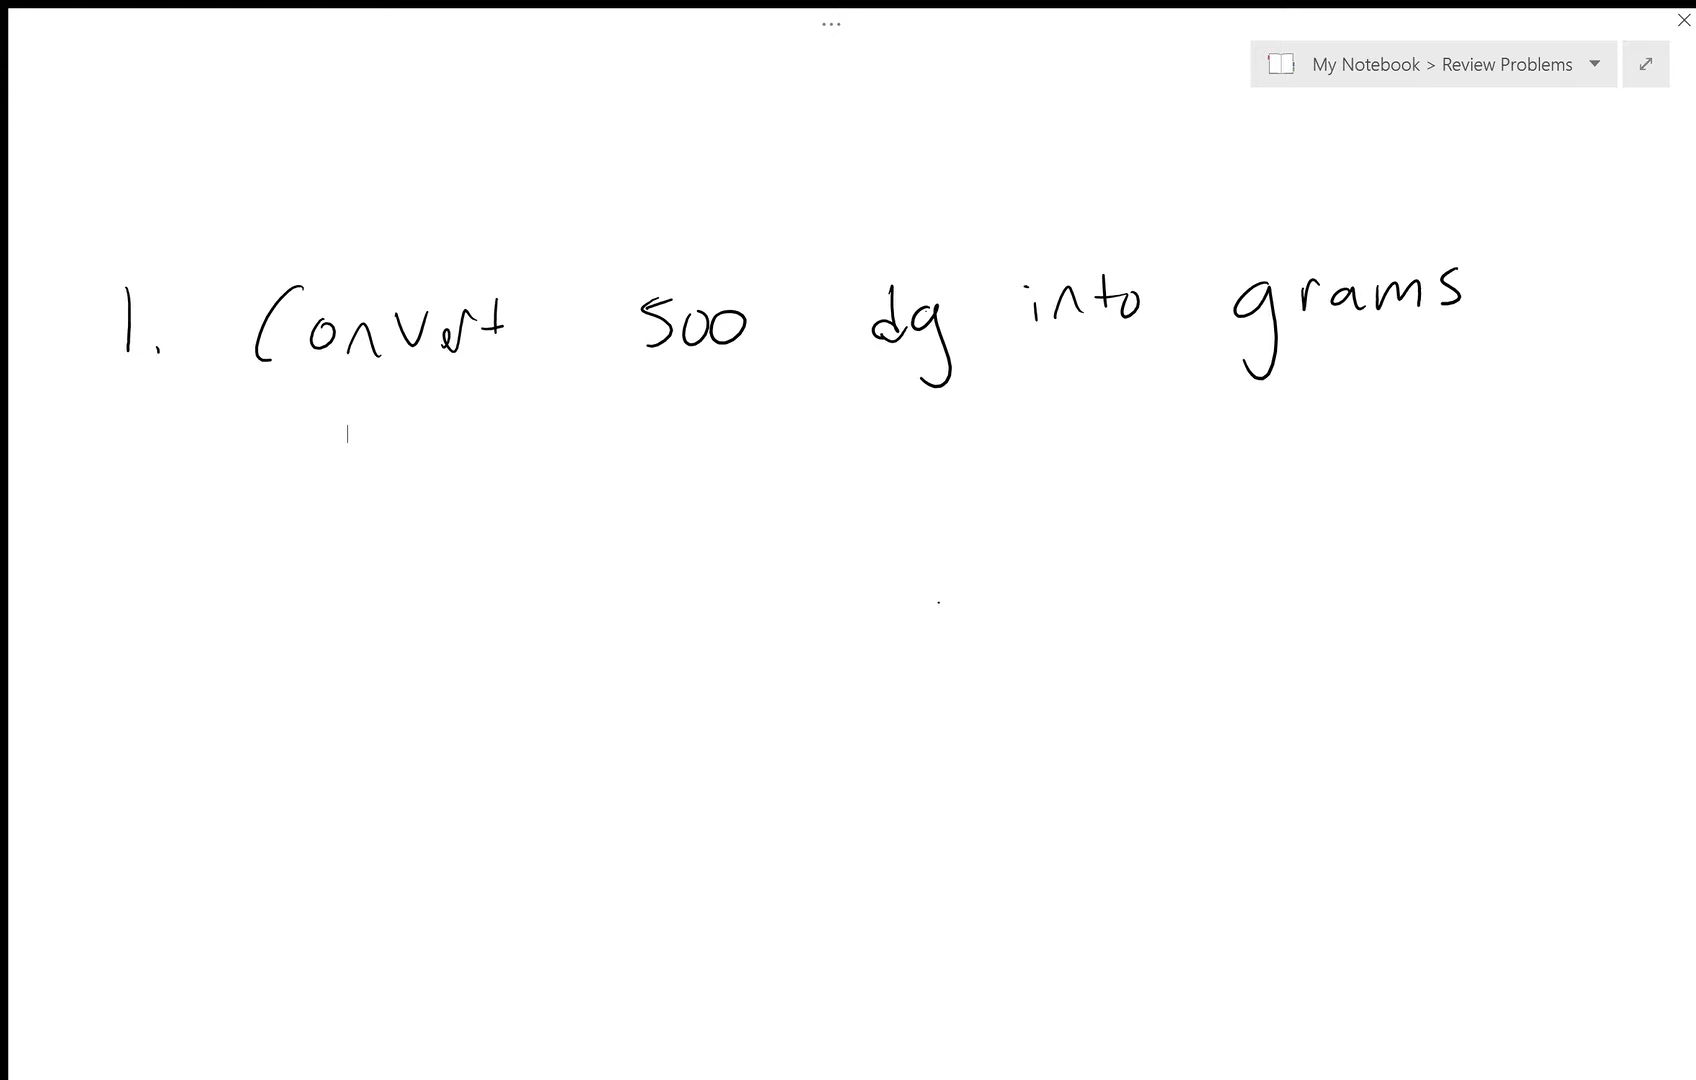 ...
My Notebook > Review Problems
1. Convert 500 dg into grams